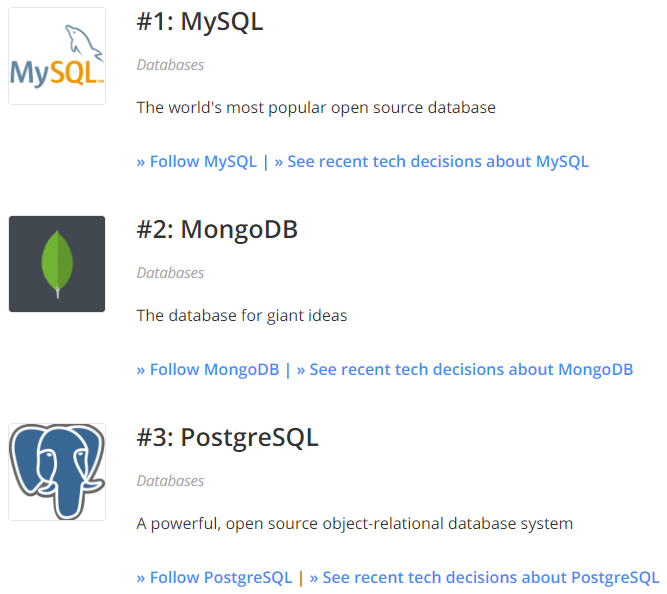 MySQL™
#1: MySQL
Databases
The world's most popular open source database
» Follow MySQL | » See recent tech decisions about MySQL
#2: MongoDB
Databases
The database for giant ideas
» Follow MongoDB | » See recent tech decisions about MongoDB
#3: PostgreSQL
Databases
A powerful, open source object-relational database system
» Follow PostgreSQL | » See recent tech decisions about PostgreSQL